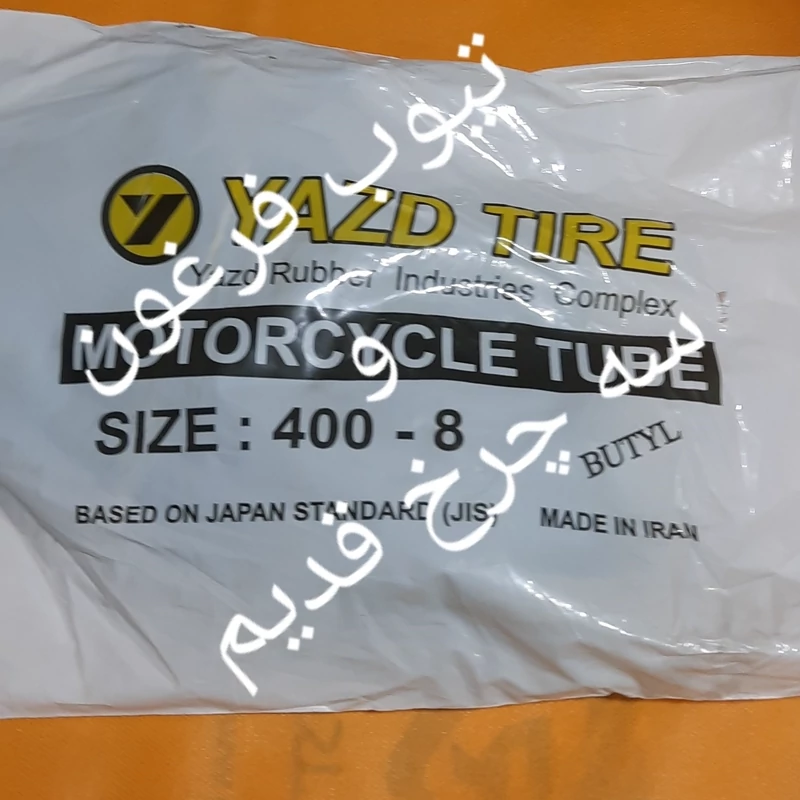 YAZD TIRE
Yazd Rubber Industries Complex
MOTORCYCLE TUBE
SIZE : 400 - 8
BUTYL
BASED ON JAPAN STANDARD (JIS) MADE IN IRAN
تیوب فرغون
و
سه چرخ قدیم